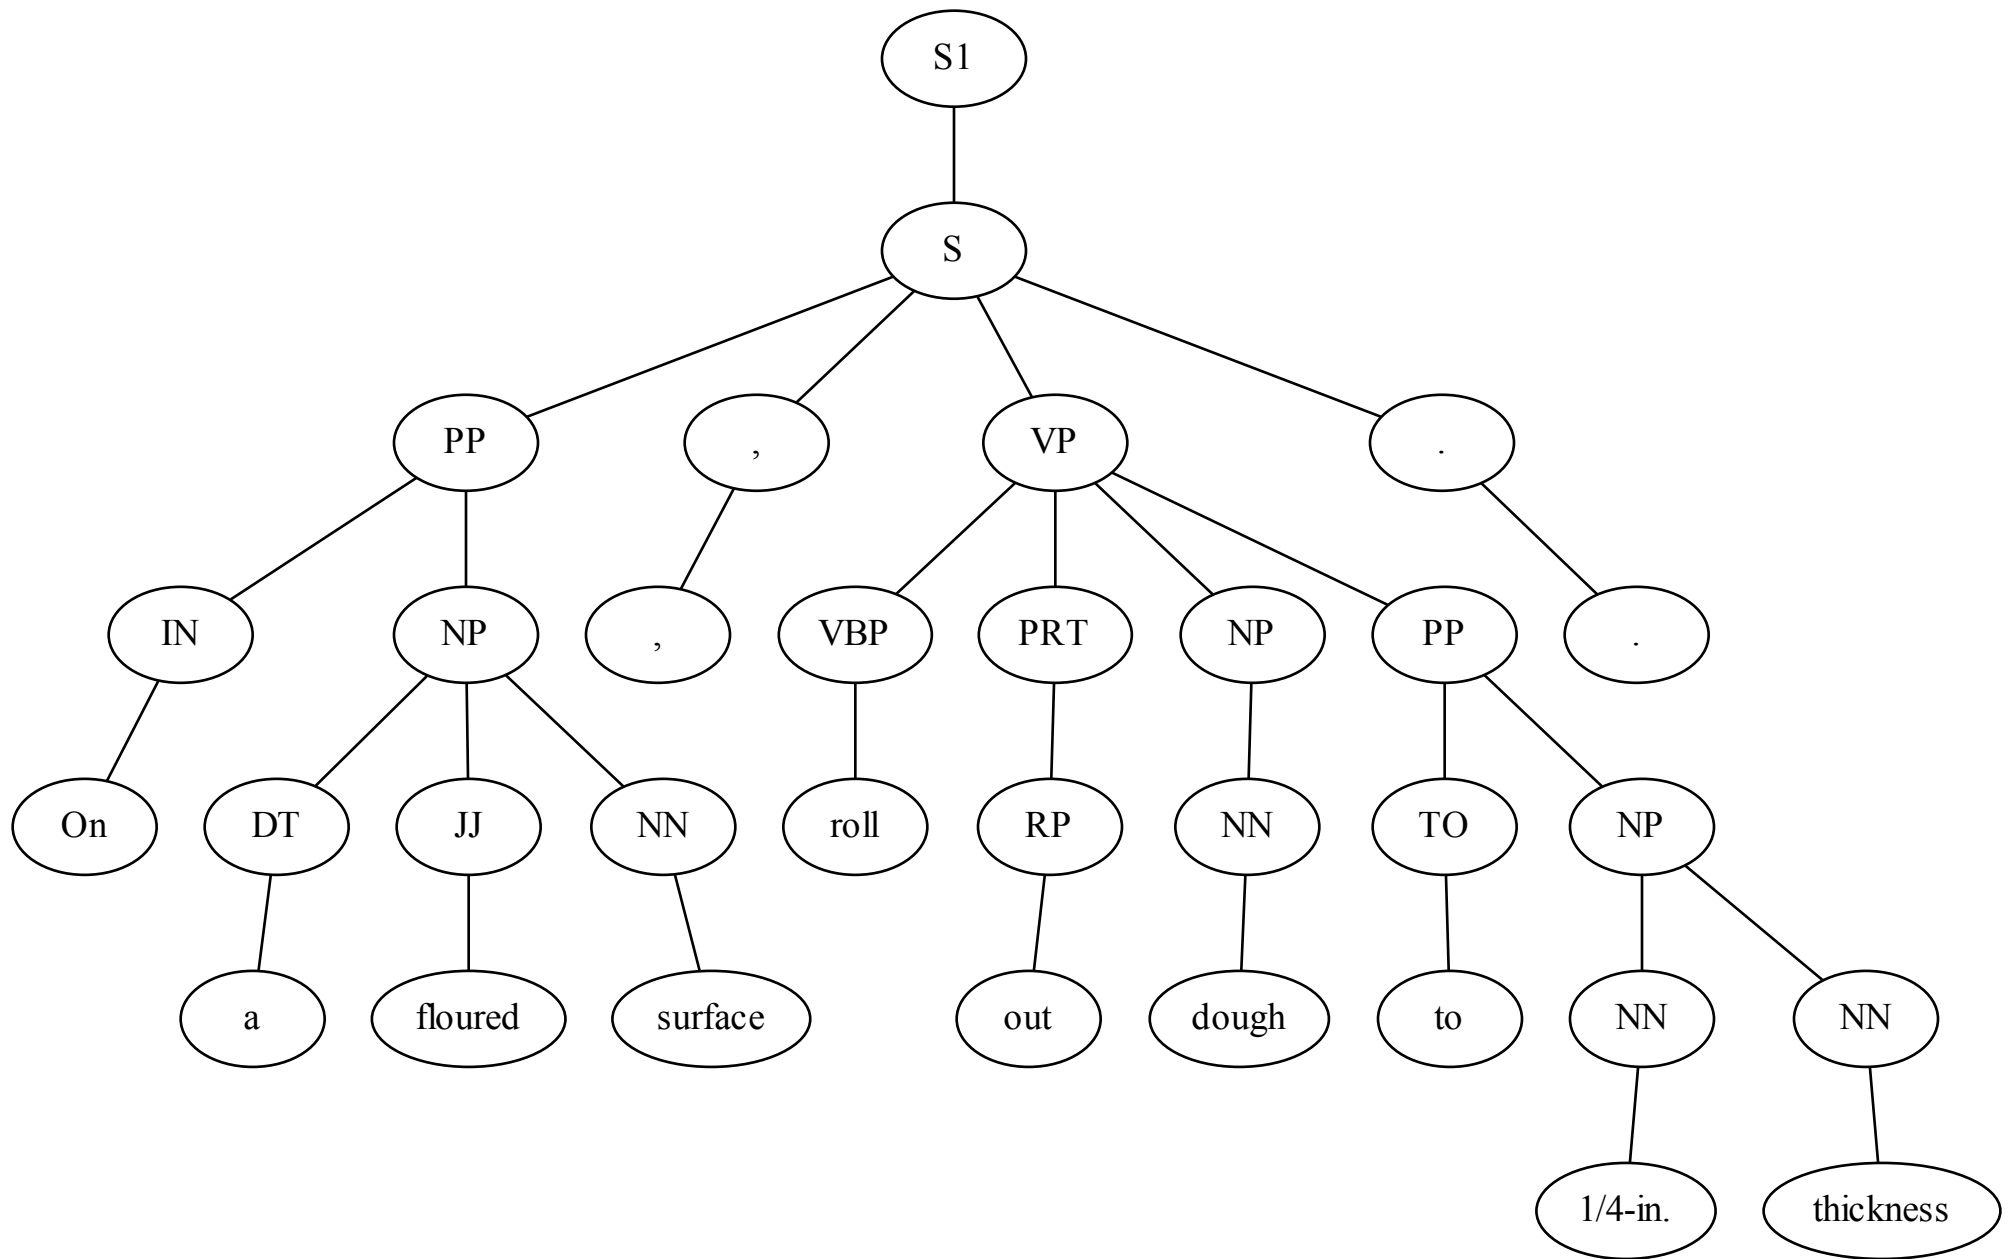 S1
S
PP , VP .
IN NP , VBP PRT NP PP .
On DT JJ NN roll RP NN TO NP
a floured surface out dough to NN NN
1/4-in. thickness